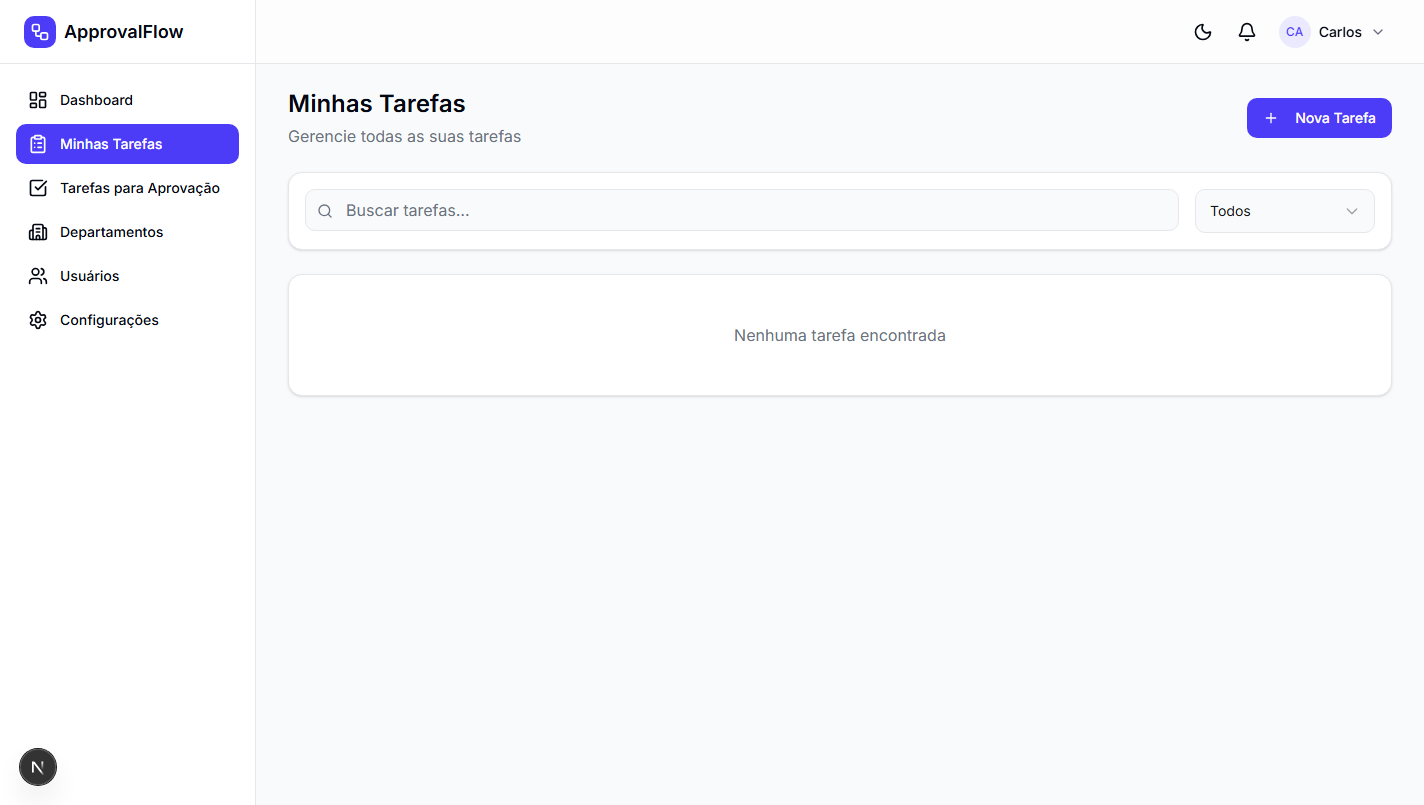 ApprovalFlow
CA Carlos
Dashboard
Minhas Tarefas
Tarefas para Aprovação
Departamentos
Usuários
Configurações
Minhas Tarefas
Gerencie todas as suas tarefas
Nova Tarefa
Buscar tarefas...
Todos
Nenhuma tarefa encontrada
N